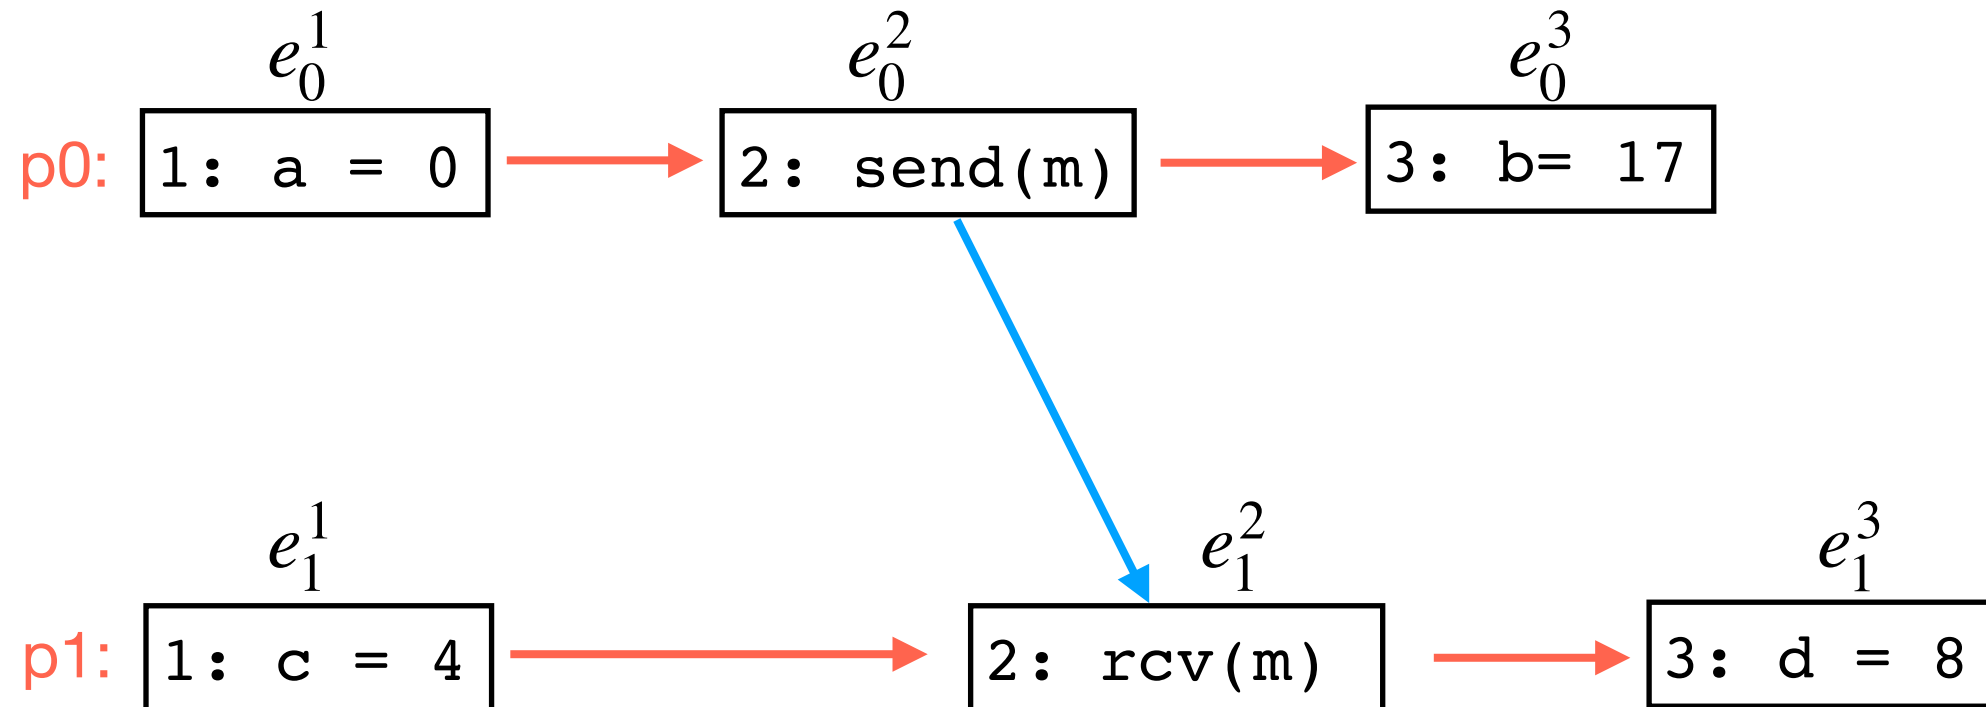 e_0^1 e_0^2 e_0^3
p0: 1: a = 0 2: send(m) 3: b= 17
e_1^1 e_1^2 e_1^3
p1: 1: c = 4 2: rcv(m) 3: d = 8